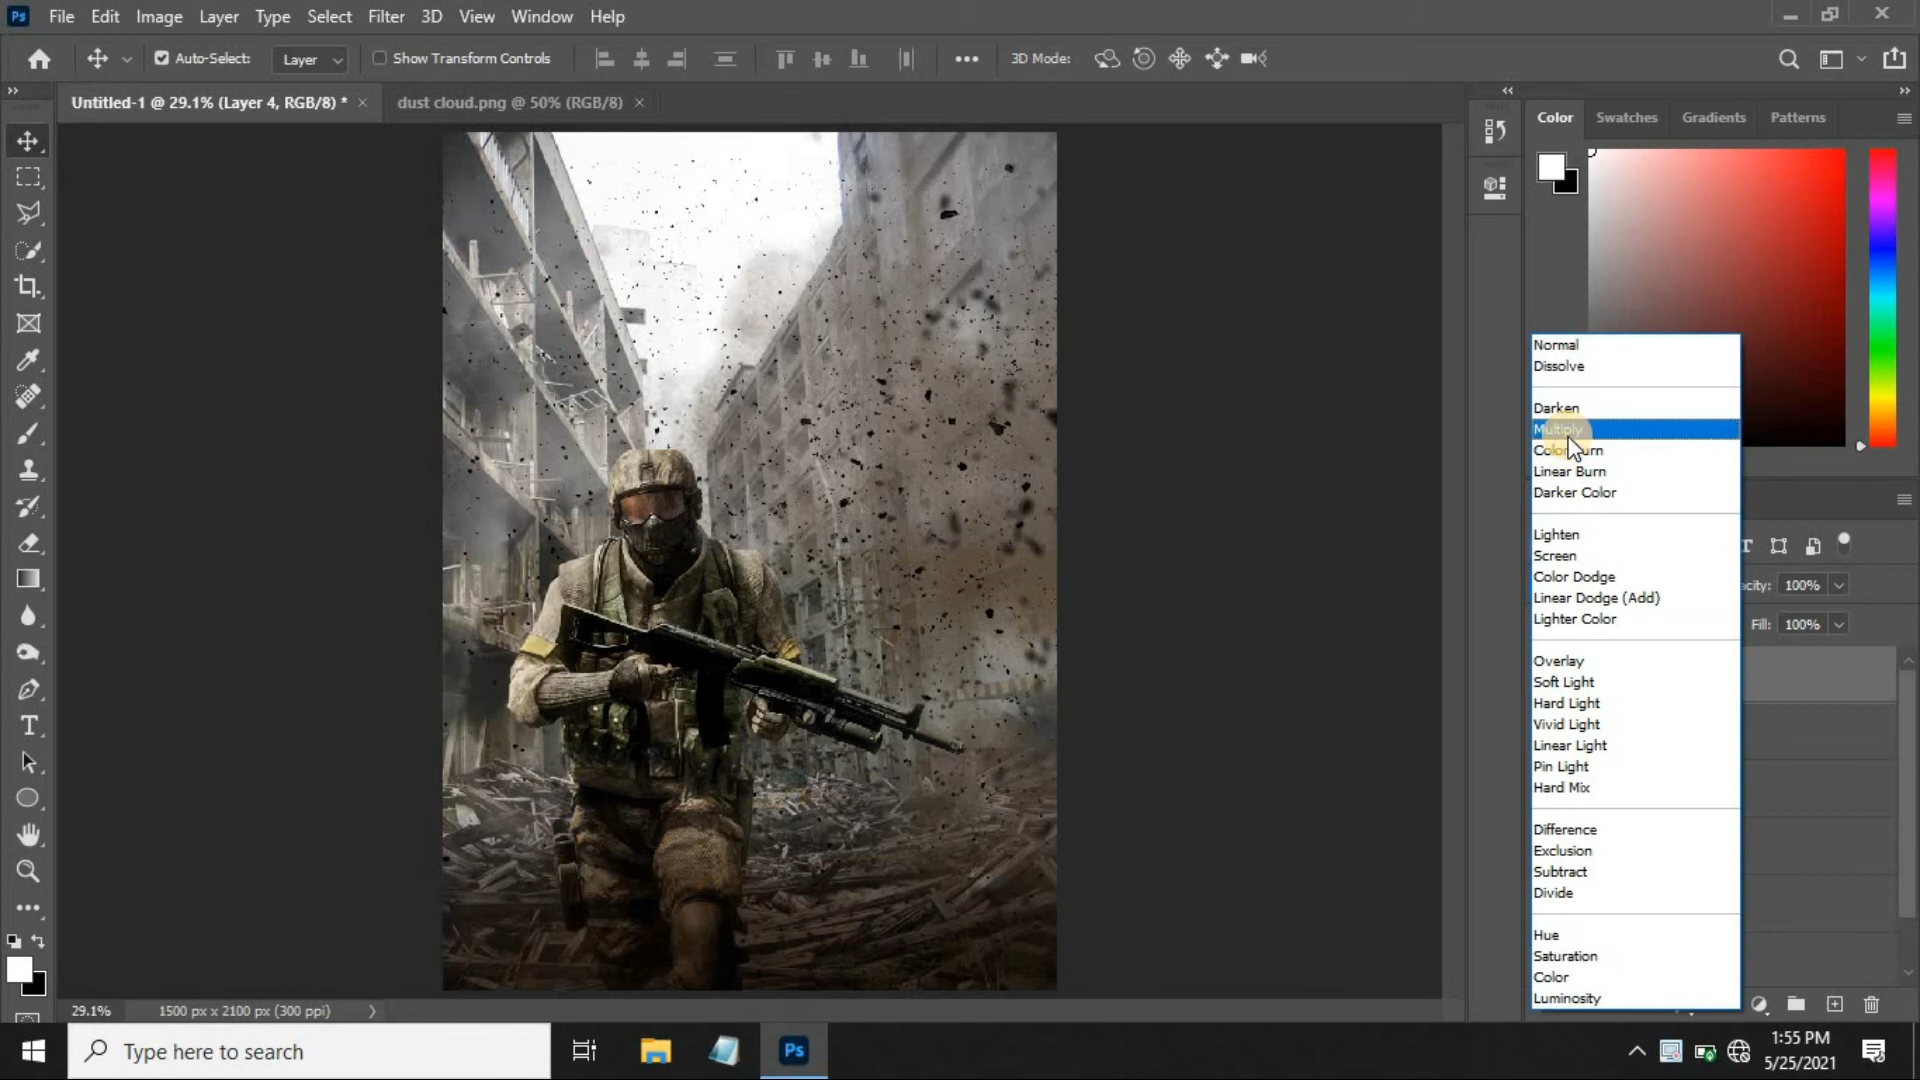 Ps File Edit Image Layer Type Select Filter 3D View Window Help
Auto-Select: Layer Show Transform Controls 3D Mode:
Untitled-1 @ 29.1% (Layer 4, RGB/8) * dust cloud.png @ 50% (RGB/8)
Color Swatches Gradients Patterns
Normal
Dissolve
Darken
Multiply
Color Burn
Linear Burn
Darker Color
Lighten
Screen
Color Dodge
Linear Dodge (Add)
Lighter Color
Overlay
Soft Light
Hard Light
Vivid Light
Linear Light
Pin Light
Hard Mix
Difference
Exclusion
Subtract
Divide
Hue
Saturation
Color
Luminosity
acity: 100%
Fill: 100%
29.1% 1500 px x 2100 px (300 ppi)
Type here to search
Ps
1:55 PM
5/25/2021